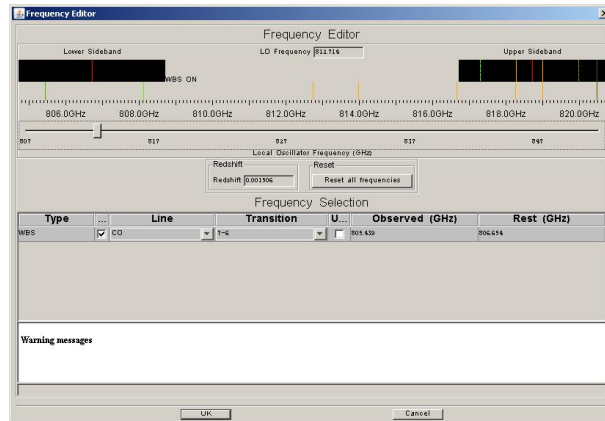 Frequency Editor
Frequency Editor
Lower Sideband LO Frequency 812.716 Upper Sideband
WBS ON
806.0GHz 808.0GHz 810.0GHz 812.0GHz 814.0GHz 816.0GHz 818.0GHz 820.0GHz
807 817 827 837 847
Local Oscillator Frequency (GHz)
Redshift Reset
Redshift 0.001906 Reset all frequencies
Frequency Selection
Type ... Line Transition U... Observed (GHz) Rest (GHz)
WBS CO 7-6 806.654
Warning messages
OK Cancel